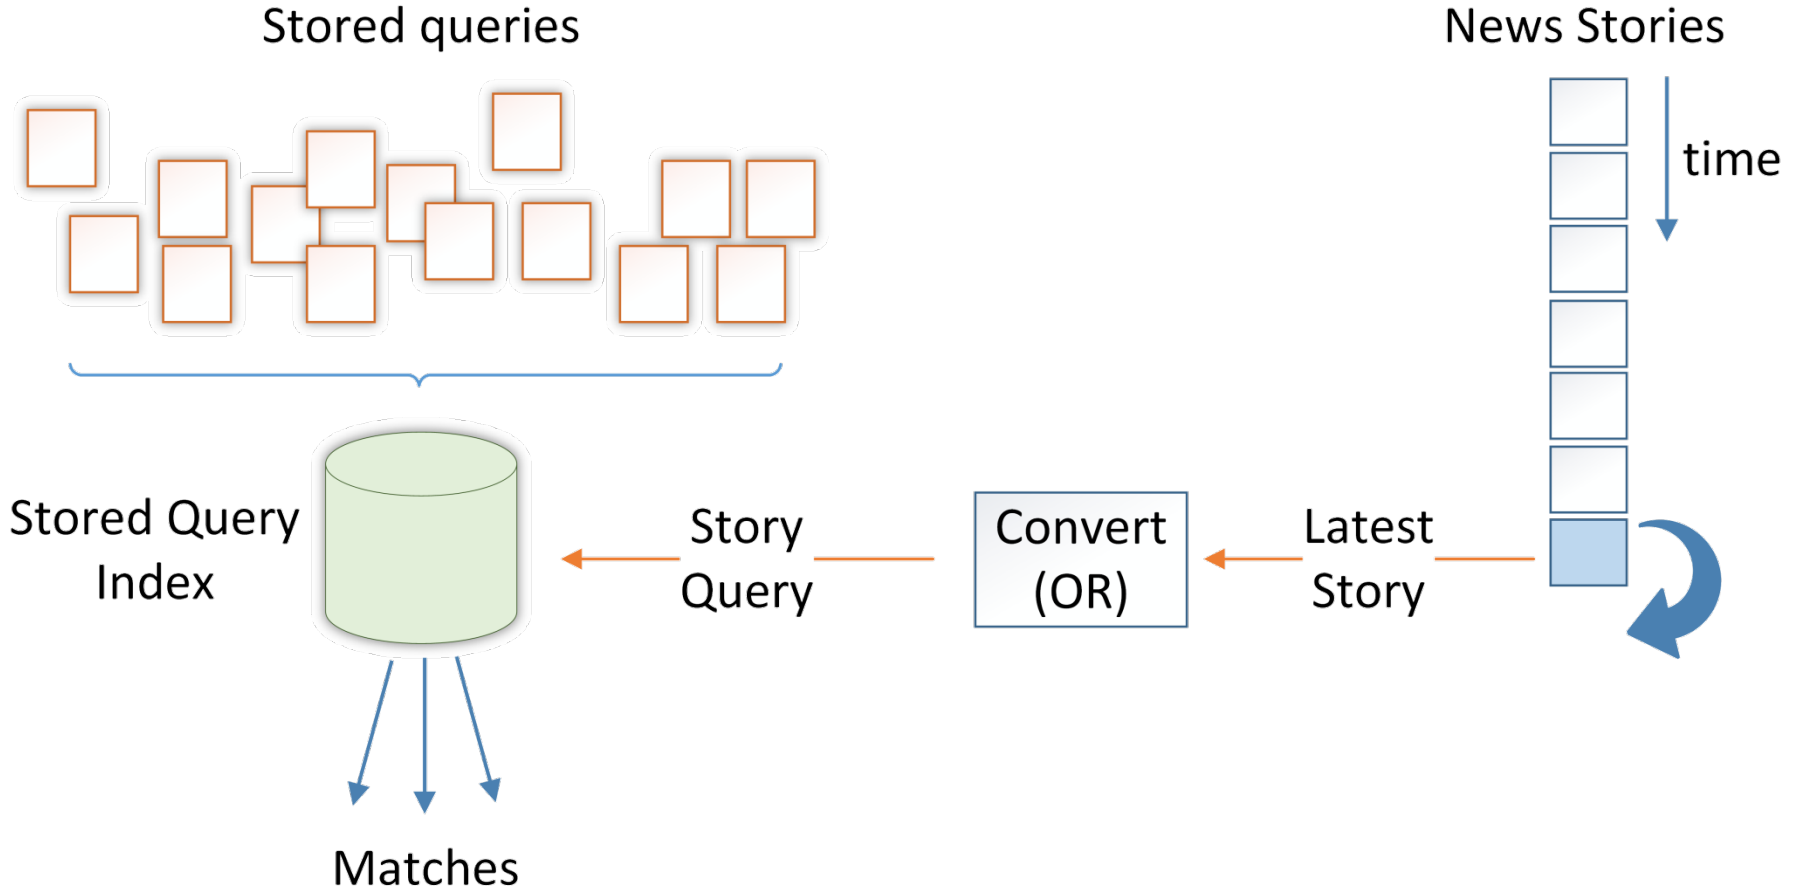 Stored queries
News Stories
time
Stored Query
Index
Story
Query
Convert
(OR)
Latest
Story
Matches